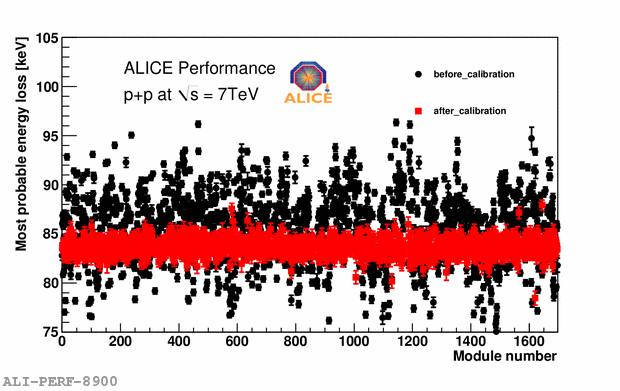 105
100
95
90
85
80
75
Most probable energy loss [keV]
ALICE Performance
p+p at √s = 7TeV
ALICE
before_calibration
after_calibration
0 200 400 600 800 1000 1200 1400 1600
Module number
ALI-PERF-8900